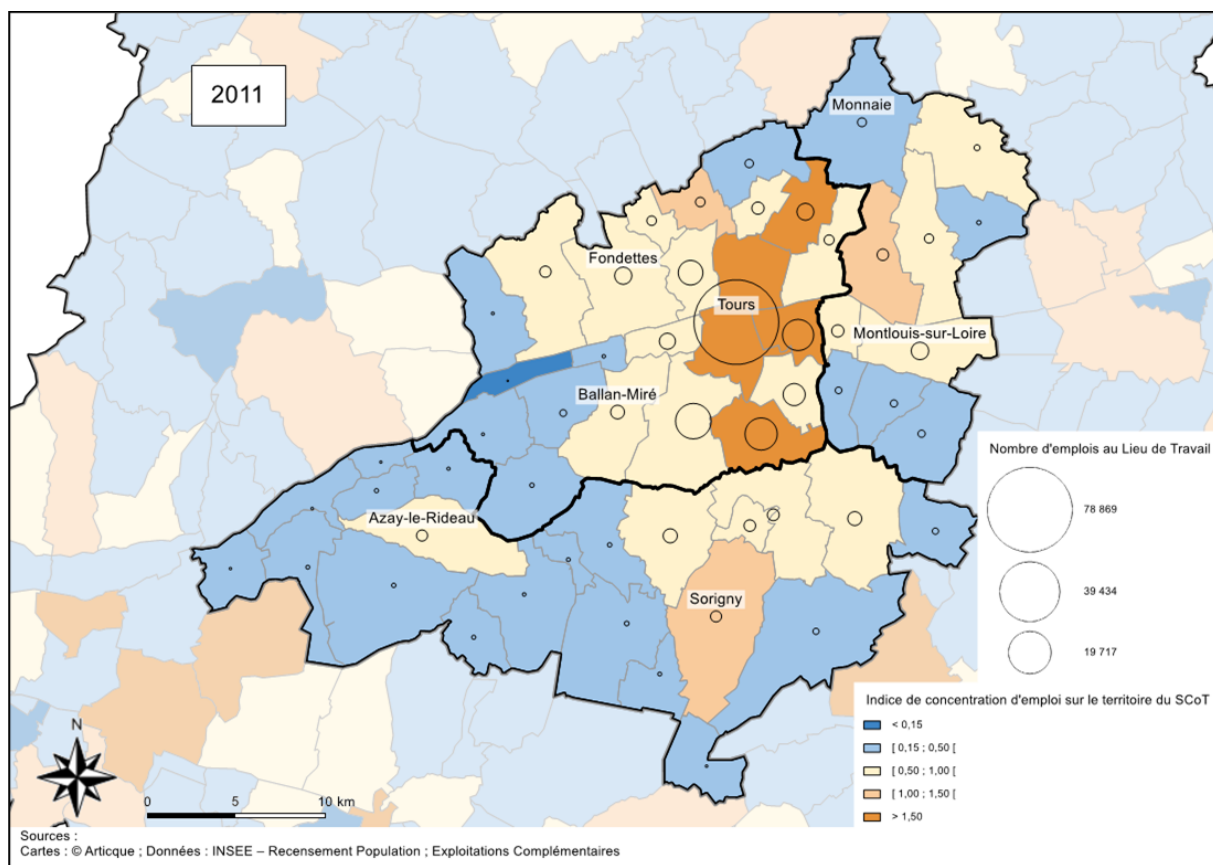 2011
Monnaie
Fondettes
Tours
Montlouis-sur-Loire
Ballan-Miré
Azay-le-Rideau
Sorigny
Nombre d'emplois au Lieu de Travail
78 869
39 434
19 717
Indice de concentration d'emploi sur le territoire du SCoT
< 0,15
[ 0,15 ; 0,50 [
[ 0,50 ; 1,00 [
[ 1,00 ; 1,50 [
> 1,50
N
0 5 10 km
Sources :
Cartes : © Articque ; Données : INSEE – Recensement Population ; Exploitations Complémentaires